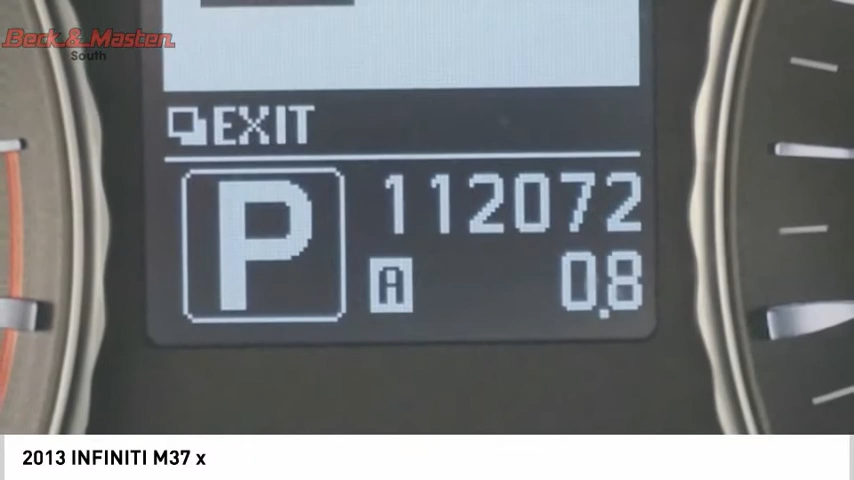 Beck & Masten
South
EXIT
P
112072
A
0.8
2013 INFINITI M37 x